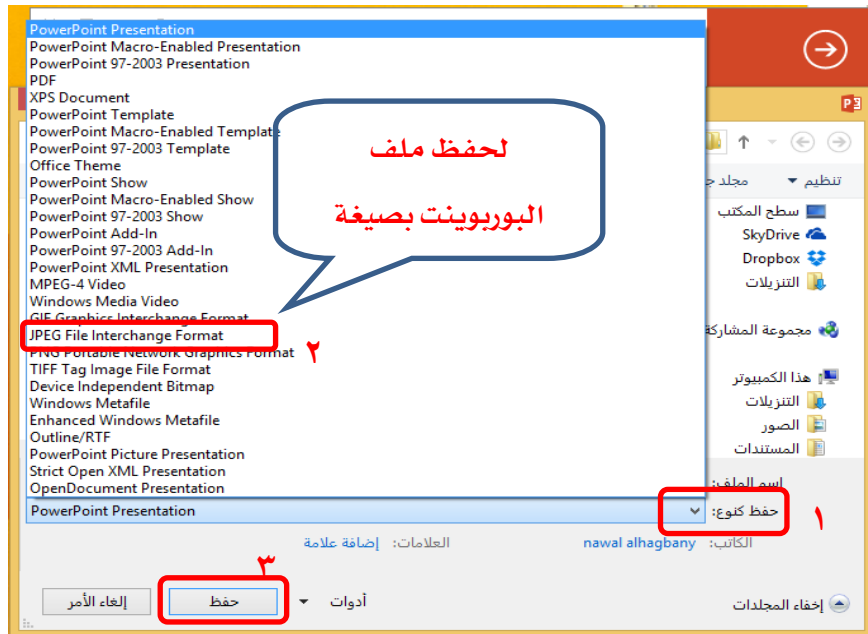 PowerPoint Presentation
PowerPoint Macro-Enabled Presentation
PowerPoint 97-2003 Presentation
PDF
XPS Document
PowerPoint Template
PowerPoint Macro-Enabled Template
PowerPoint 97-2003 Template
Office Theme
PowerPoint Show
PowerPoint Macro-Enabled Show
PowerPoint 97-2003 Show
PowerPoint Add-In
PowerPoint 97-2003 Add-In
PowerPoint XML Presentation
MPEG-4 Video
Windows Media Video
GIF Graphics Interchange Format
JPEG File Interchange Format
٢
PNG Portable Network Graphics Format
TIFF Tag Image File Format
Device Independent Bitmap
Windows Metafile
Enhanced Windows Metafile
Outline/RTF
PowerPoint Picture Presentation
Strict Open XML Presentation
OpenDocument Presentation
لحفظ ملف
البوربوينت بصيغة
تنظيم
مجلد
سطح المكتب
SkyDrive
Dropbox
التنزيلات
مجموعة المشاركة
هذا الكمبيوتر
التنزيلات
الصور
المستندات
اسم الملف:
١
حفظ كنوع:
PowerPoint Presentation
الكاتب: nawal alhagbany
العلامات: إضافة علامة
٣
إخفاء المجلدات
أدوات
حفظ
إلغاء الأمر